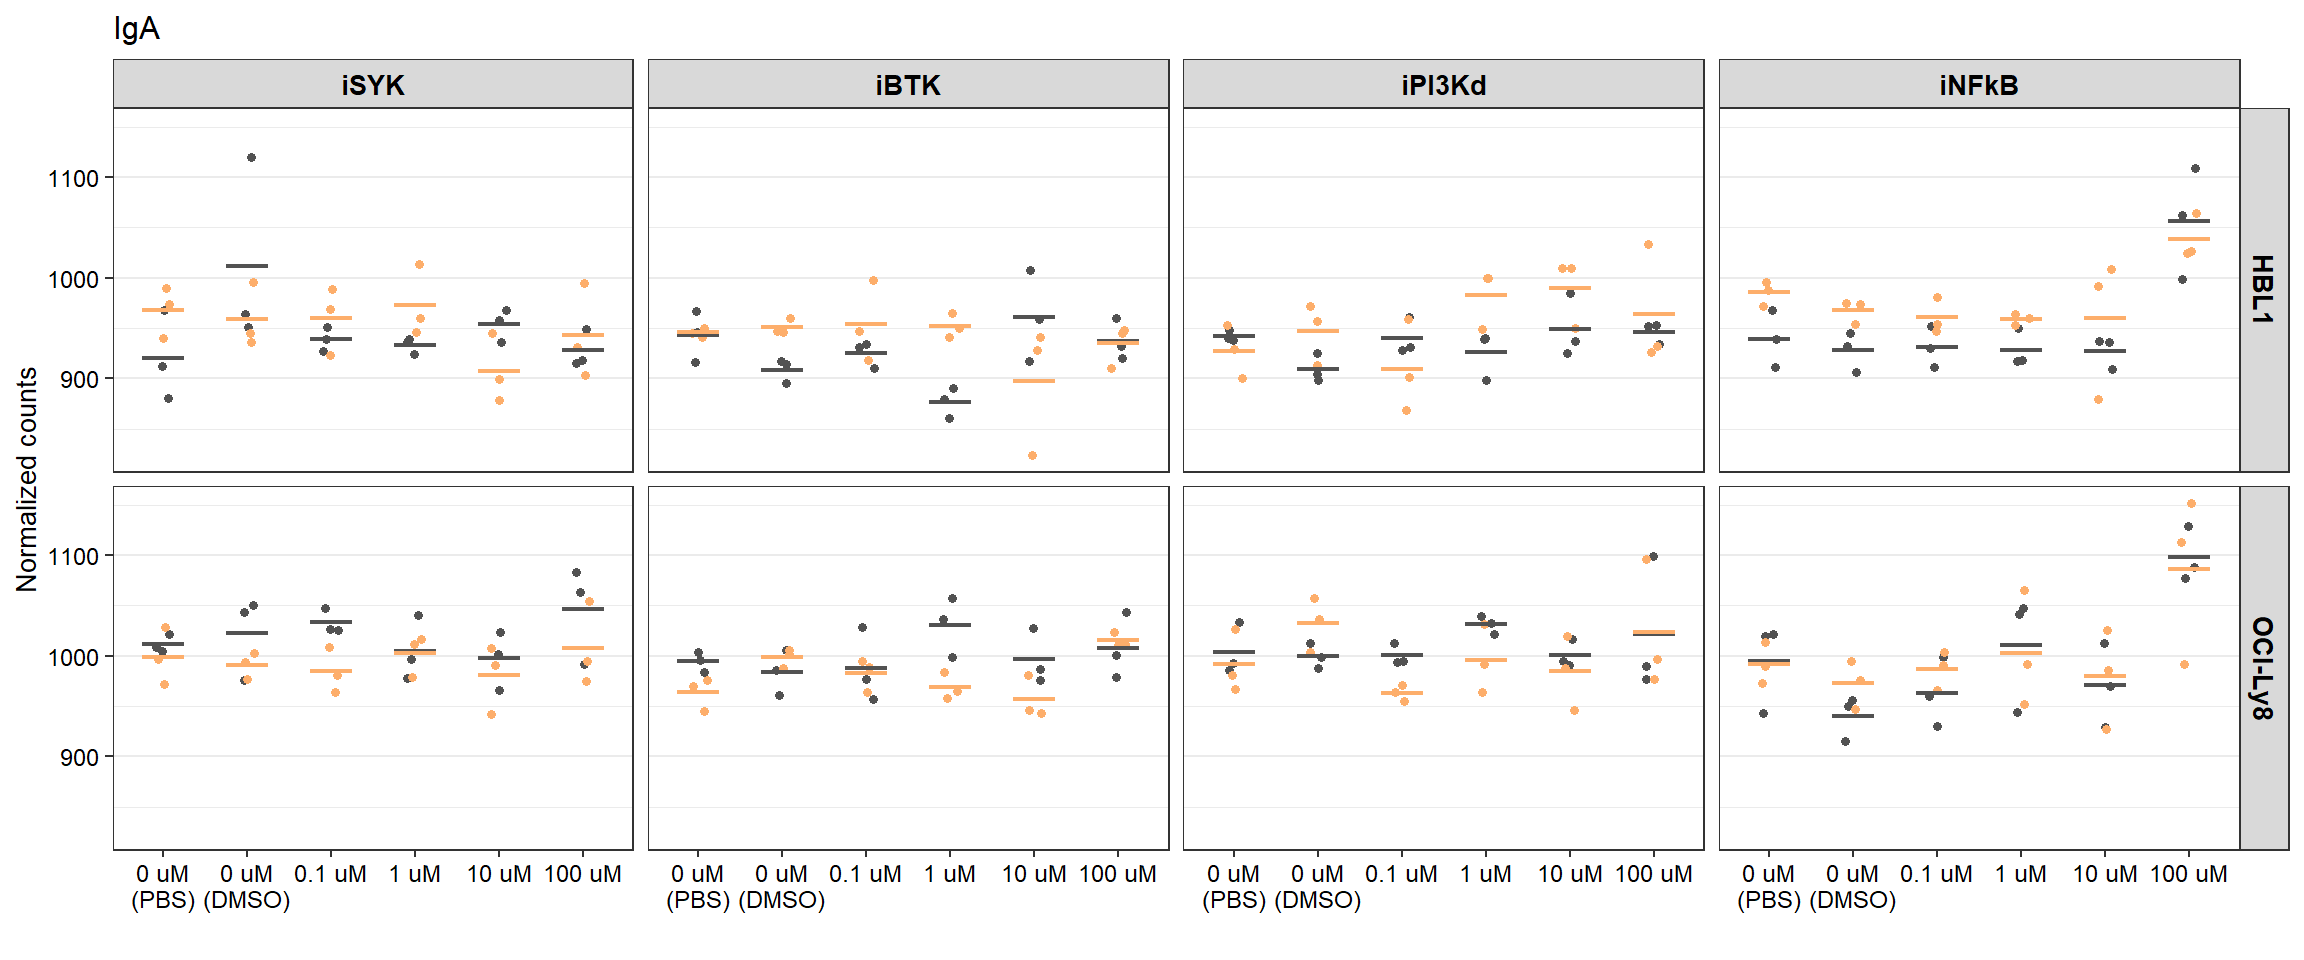 IgA
iSYK iBTK iPI3Kd iNFkB
1100
1000
900
HBL1
Normalized counts
1100
1000
900
OCI-Ly8
0 uM 0 uM 0.1 uM 1 uM 10 uM 100 uM 0 uM 0 uM 0.1 uM 1 uM 10 uM 100 uM 0 uM 0 uM 0.1 uM 1 uM 10 uM 100 uM 0 uM 0 uM 0.1 uM 1 uM 10 uM 100 uM
(PBS) (DMSO) (PBS) (DMSO) (PBS) (DMSO) (PBS) (DMSO)